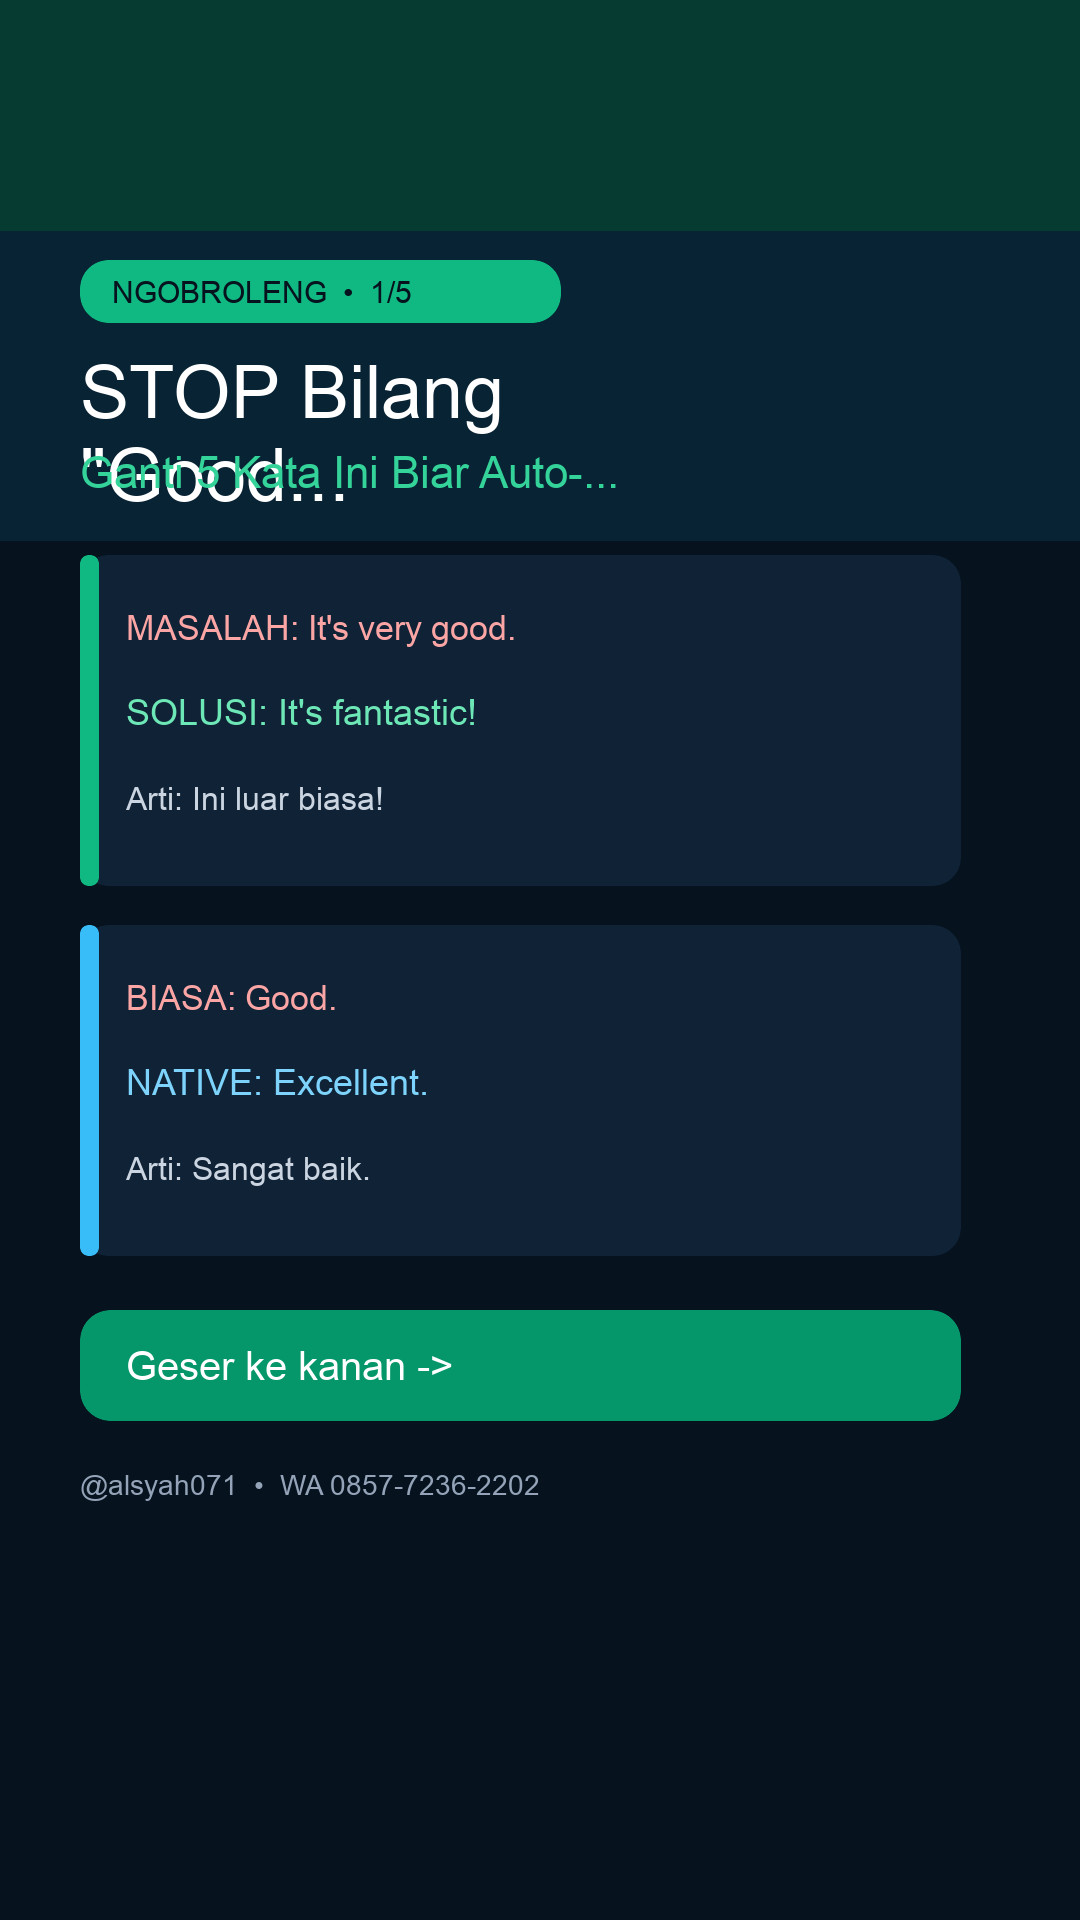 NGOBROLENG • 1/5
STOP Bilang
"Good...
Ganti 5 Kata Ini Biar Auto-...
MASALAH: It's very good.
SOLUSI: It's fantastic!
Arti: Ini luar biasa!
BIASA: Good.
NATIVE: Excellent.
Arti: Sangat baik.
Geser ke kanan ->
@alsyah071 • WA 0857-7236-2202